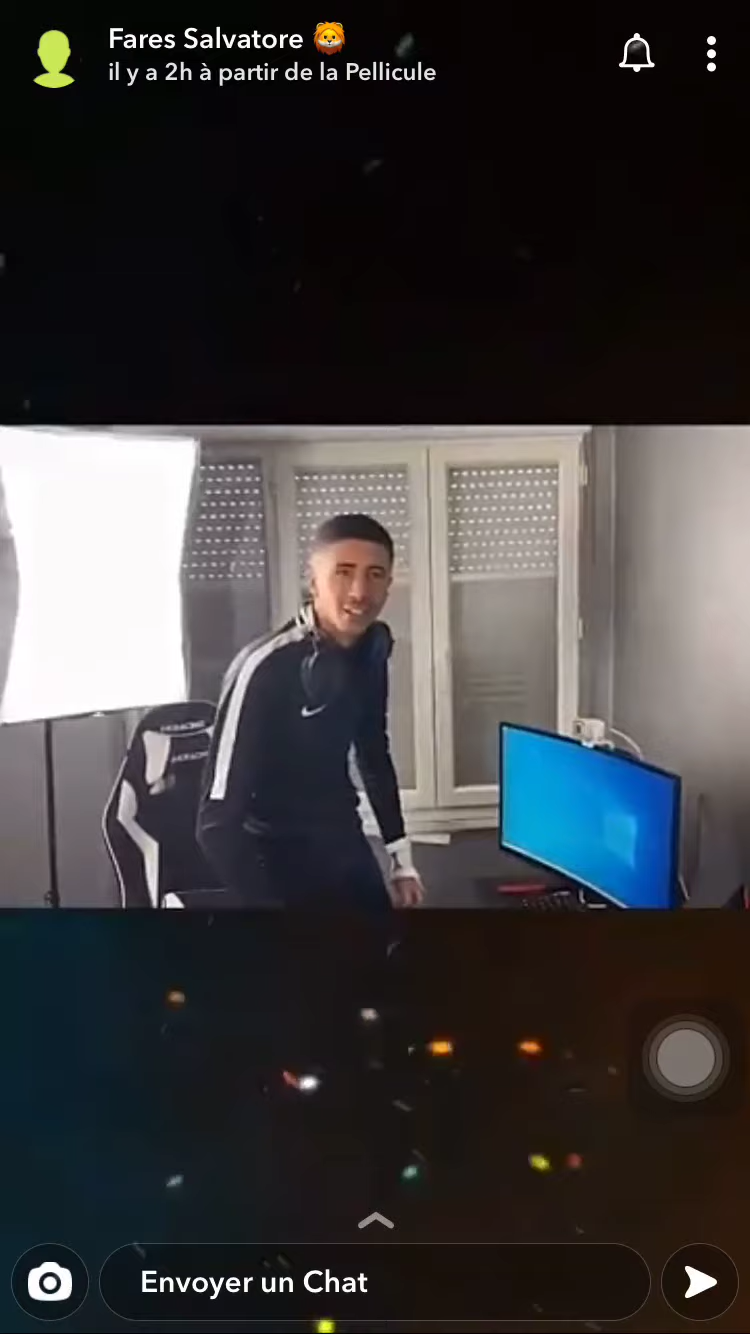 Fares Salvatore 🦁
il y a 2h à partir de la Pellicule
Envoyer un Chat